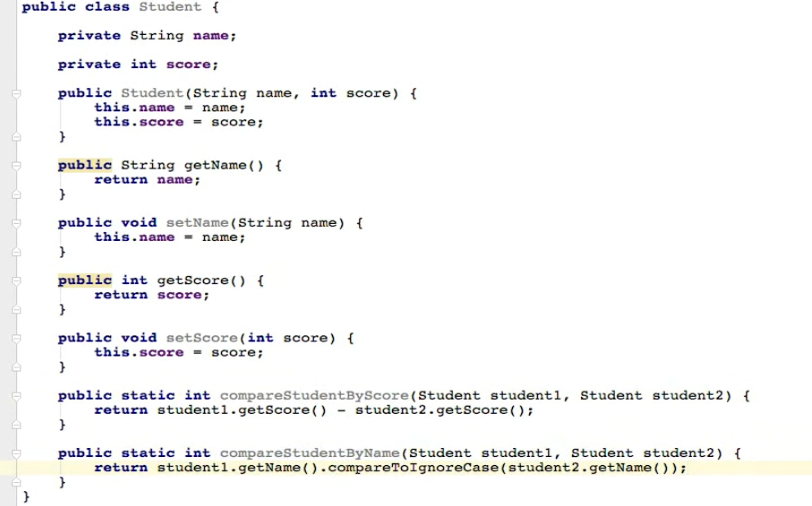 public class Student {
private String name;
private int score;
public Student(String name, int score) {
this.name = name;
this.score = score;
}
public String getName() {
return name;
}
public void setName(String name) {
this.name = name;
}
public int getScore() {
return score;
}
public void setScore(int score) {
this.score = score;
}
public static int compareStudentByScore(Student student1, Student student2) {
return student1.getScore() - student2.getScore();
}
public static int compareStudentByName(Student student1, Student student2) {
return student1.getName().compareToIgnoreCase(student2.getName());
}
}